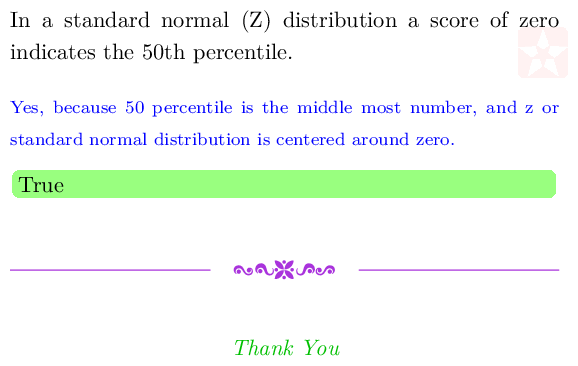 In a standard normal (Z) distribution a score of zero
indicates the 50th percentile.
Yes, because 50 percentile is the middle most number, and z or
standard normal distribution is centered around zero.
True
Thank You